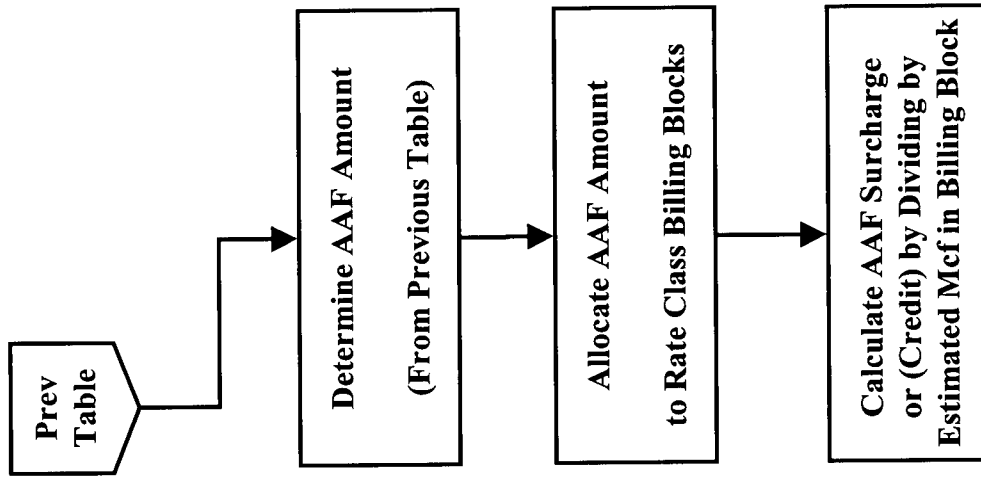 Prev
Table
Determine AAF Amount
(From Previous Table)
Allocate AAF Amount
to Rate Class Billing Blocks
Calculate AAF Surcharge
or (Credit) by Dividing by
Estimated Mcf in Billing Block